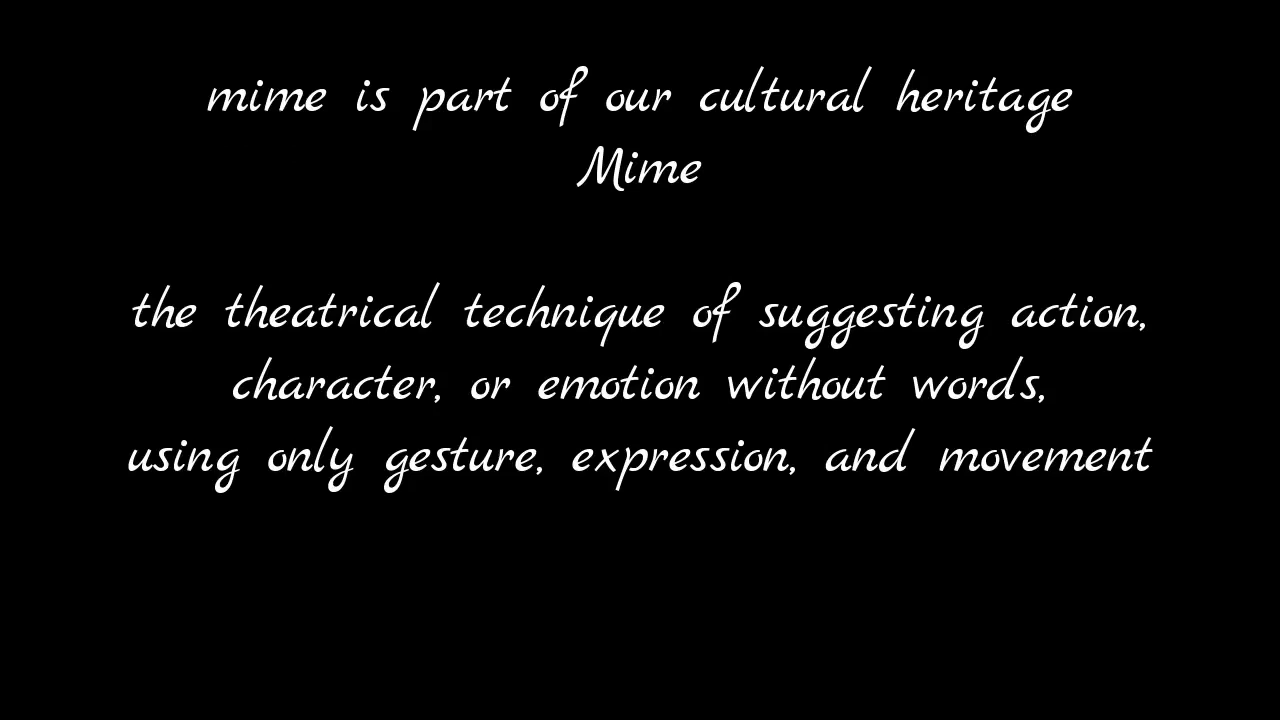 mime is part of our cultural heritage
Mime
the theatrical technique of suggesting action,
character, or emotion without words,
using only gesture, expression, and movement